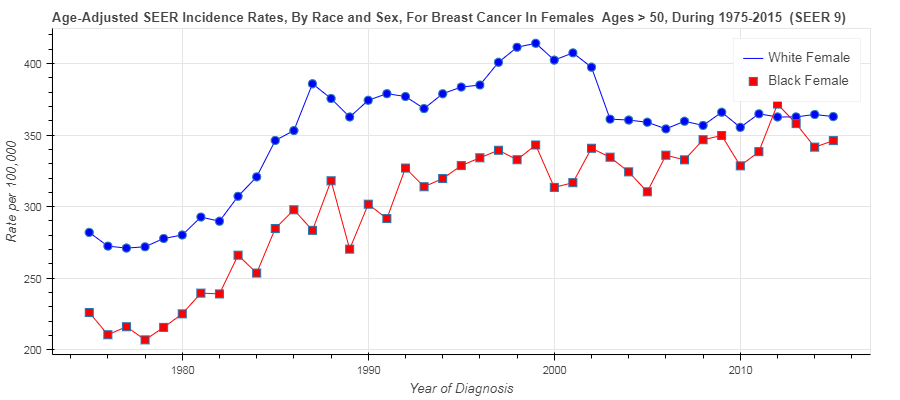 Age-Adjusted SEER Incidence Rates, By Race and Sex, For Breast Cancer In Females  Ages > 50, During 1975-2015  (SEER 9)
White Female
Black Female
400
350
300
250
200
Rate per 100,000
1980
1990
2000
2010
Year of Diagnosis